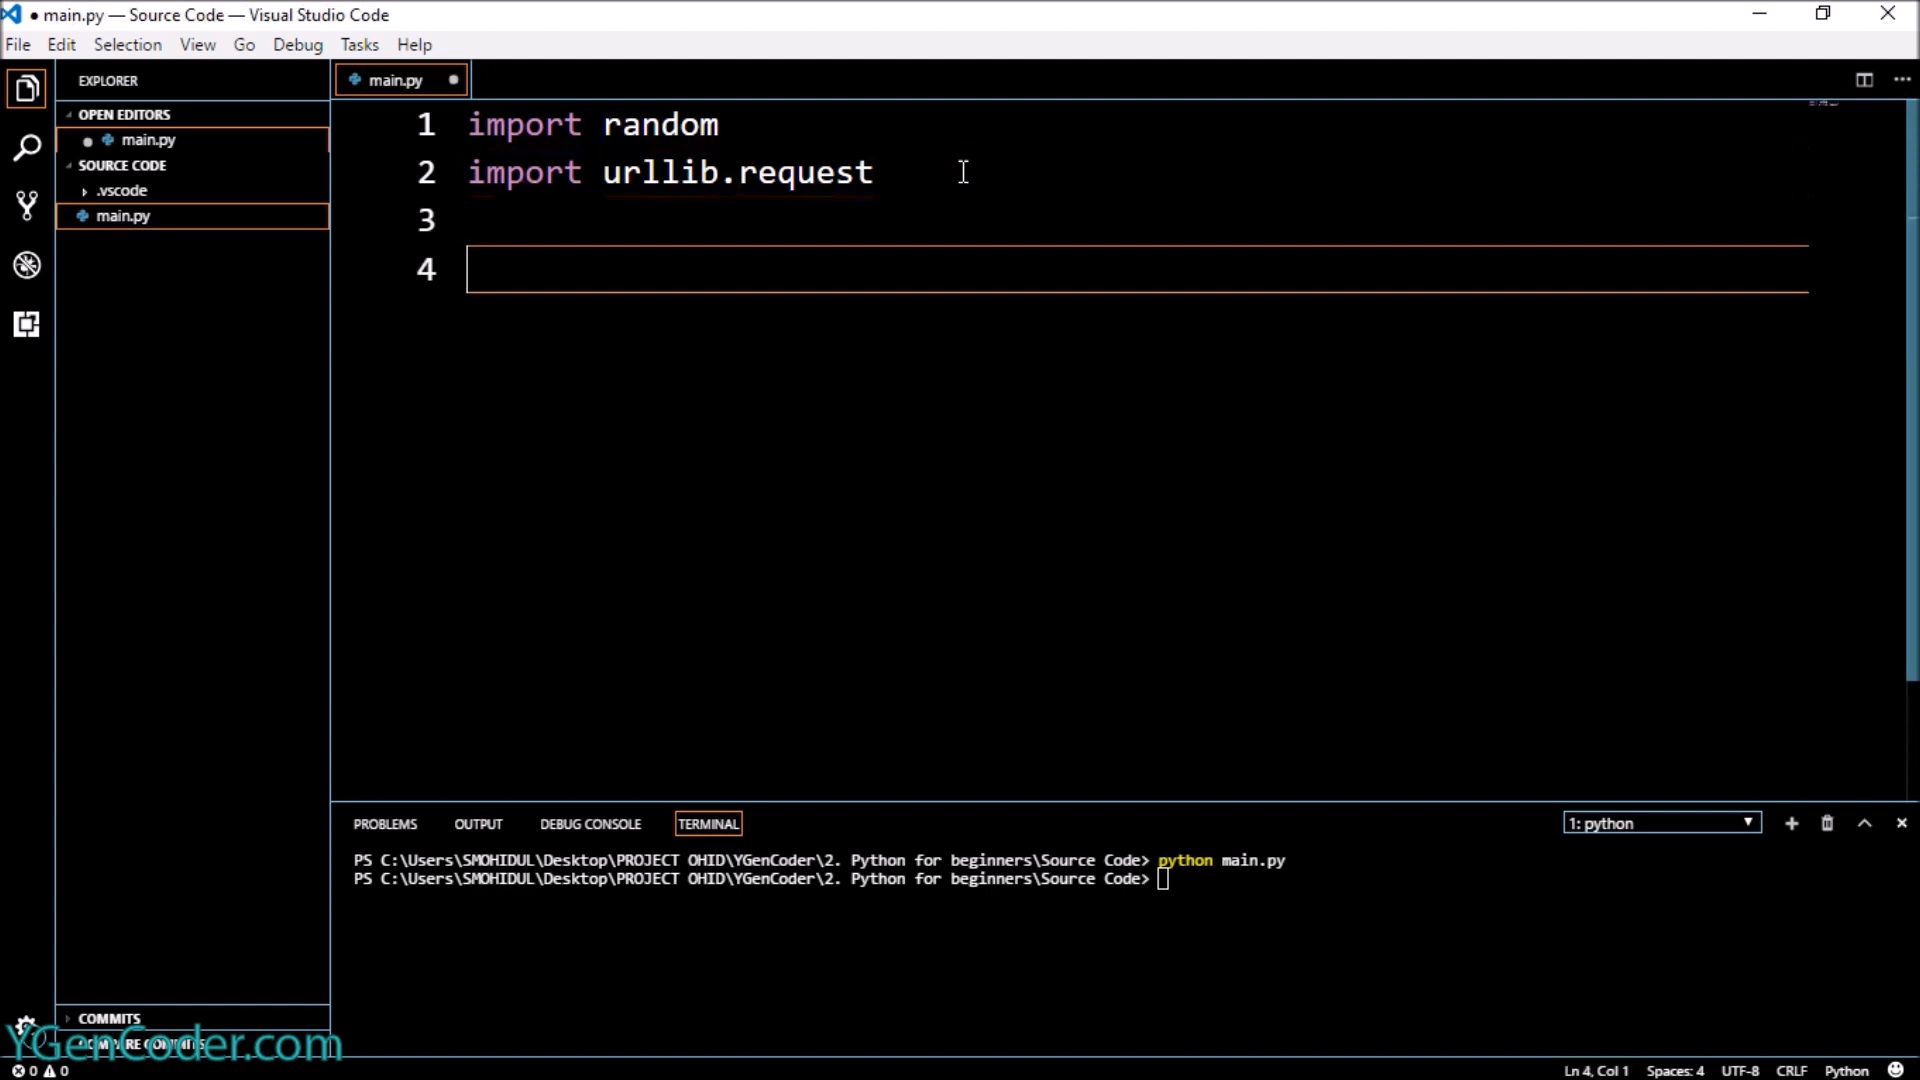 ● main.py — Source Code — Visual Studio Code
File Edit Selection View Go Debug Tasks Help
EXPLORER
OPEN EDITORS
● main.py
SOURCE CODE
.vscode
main.py
main.py ●
1 import random
2 import urllib.request
3
4
PROBLEMS OUTPUT DEBUG CONSOLE TERMINAL
1: python
PS C:\Users\SMOHIDUL\Desktop\PROJECT OHID\YGenCoder\2. Python for beginners\Source Code> python main.py
PS C:\Users\SMOHIDUL\Desktop\PROJECT OHID\YGenCoder\2. Python for beginners\Source Code>
COMMITS
COMPARE COMMITS
YGenCoder.com
0 0
Ln 4, Col 1 Spaces: 4 UTF-8 CRLF Python